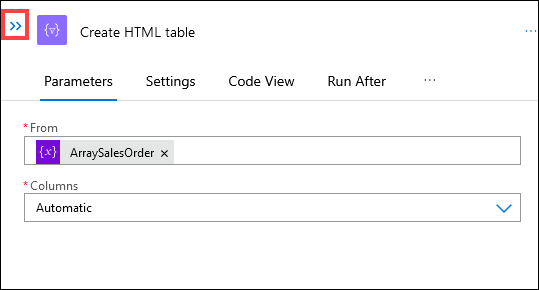 Create HTML table
Parameters Settings Code View Run After ...
* From
{x} ArraySalesOrder ×
* Columns
Automatic